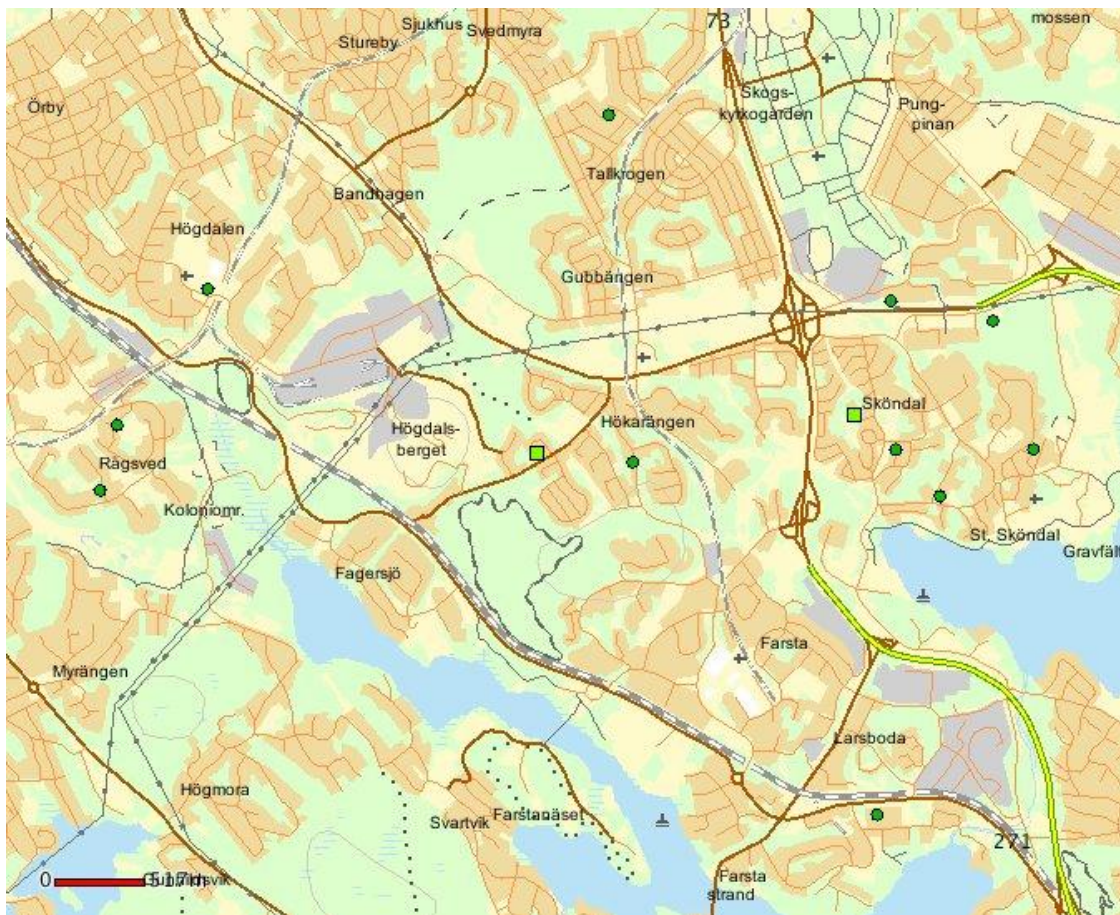 73
mossen
Sjukhus
Svedmyra
Stureby
Örby
Skogs-
kyrkogården
Pung-
pinan
Tallkrogen
Bandhagen
Högdalen
Gubbängen
Sköndal
Hökarängen
Högdals-
berget
Rågsved
Koloniomr.
St. Sköndal
Gravfält
Fagersjö
Farsta
Myrängen
Larsboda
Högmora
Svartvik
Farstanäset
271
Farsta
strand
0
517 m